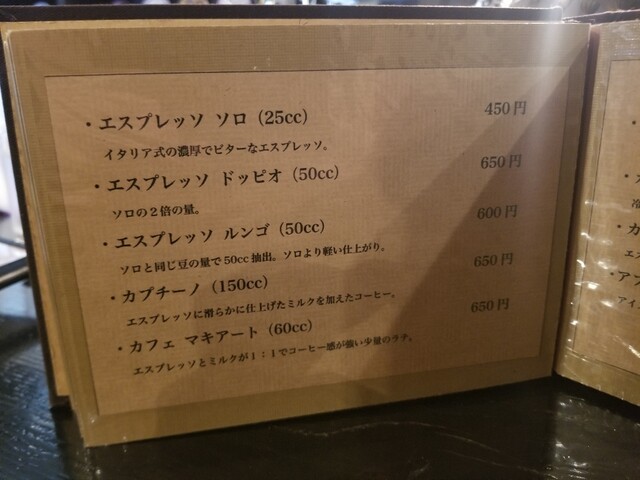 ・エスプレッソ ソロ（25cc） 450円
イタリア式の濃厚でビターなエスプレッソ。
・エスプレッソ ドッピオ（50cc） 650円
ソロの２倍の量。
・エスプレッソ ルンゴ（50cc） 600円
ソロと同じ豆の量で50cc抽出。ソロより軽い仕上がり。
・カプチーノ（150cc） 650円
エスプレッソに滑らかに仕上げたミルクを加えたコーヒー。
・カフェ マキアート（60cc） 650円
エスプレッソとミルクが１：１でコーヒー感が強い少量のラテ。